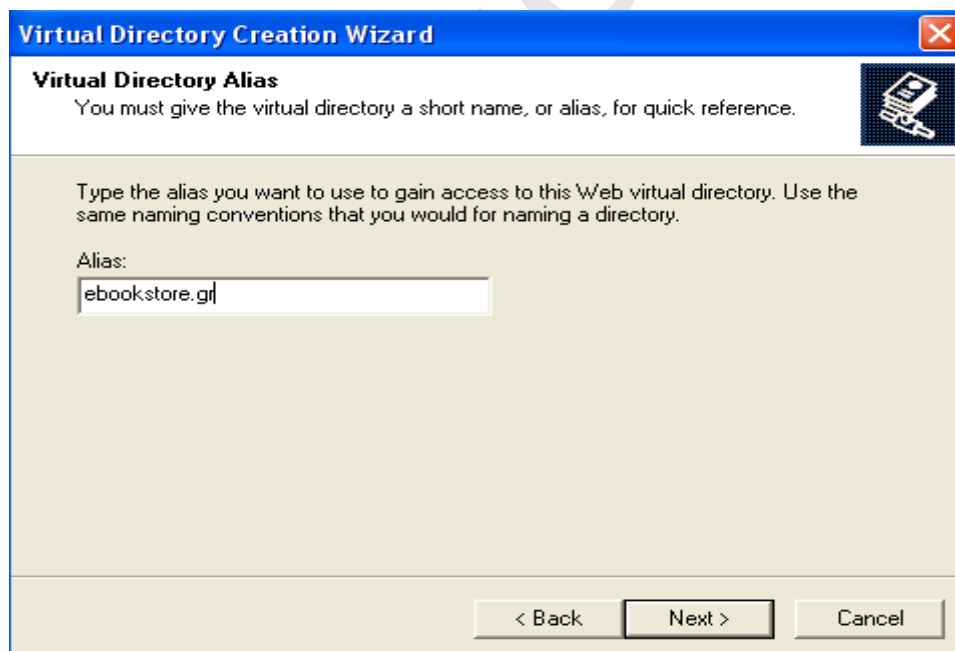 Virtual Directory Creation Wizard
Virtual Directory Alias
You must give the virtual directory a short name, or alias, for quick reference.
Type the alias you want to use to gain access to this Web virtual directory. Use the
same naming conventions that you would for naming a directory.
Alias:
ebookstore.gr
< Back Next > Cancel